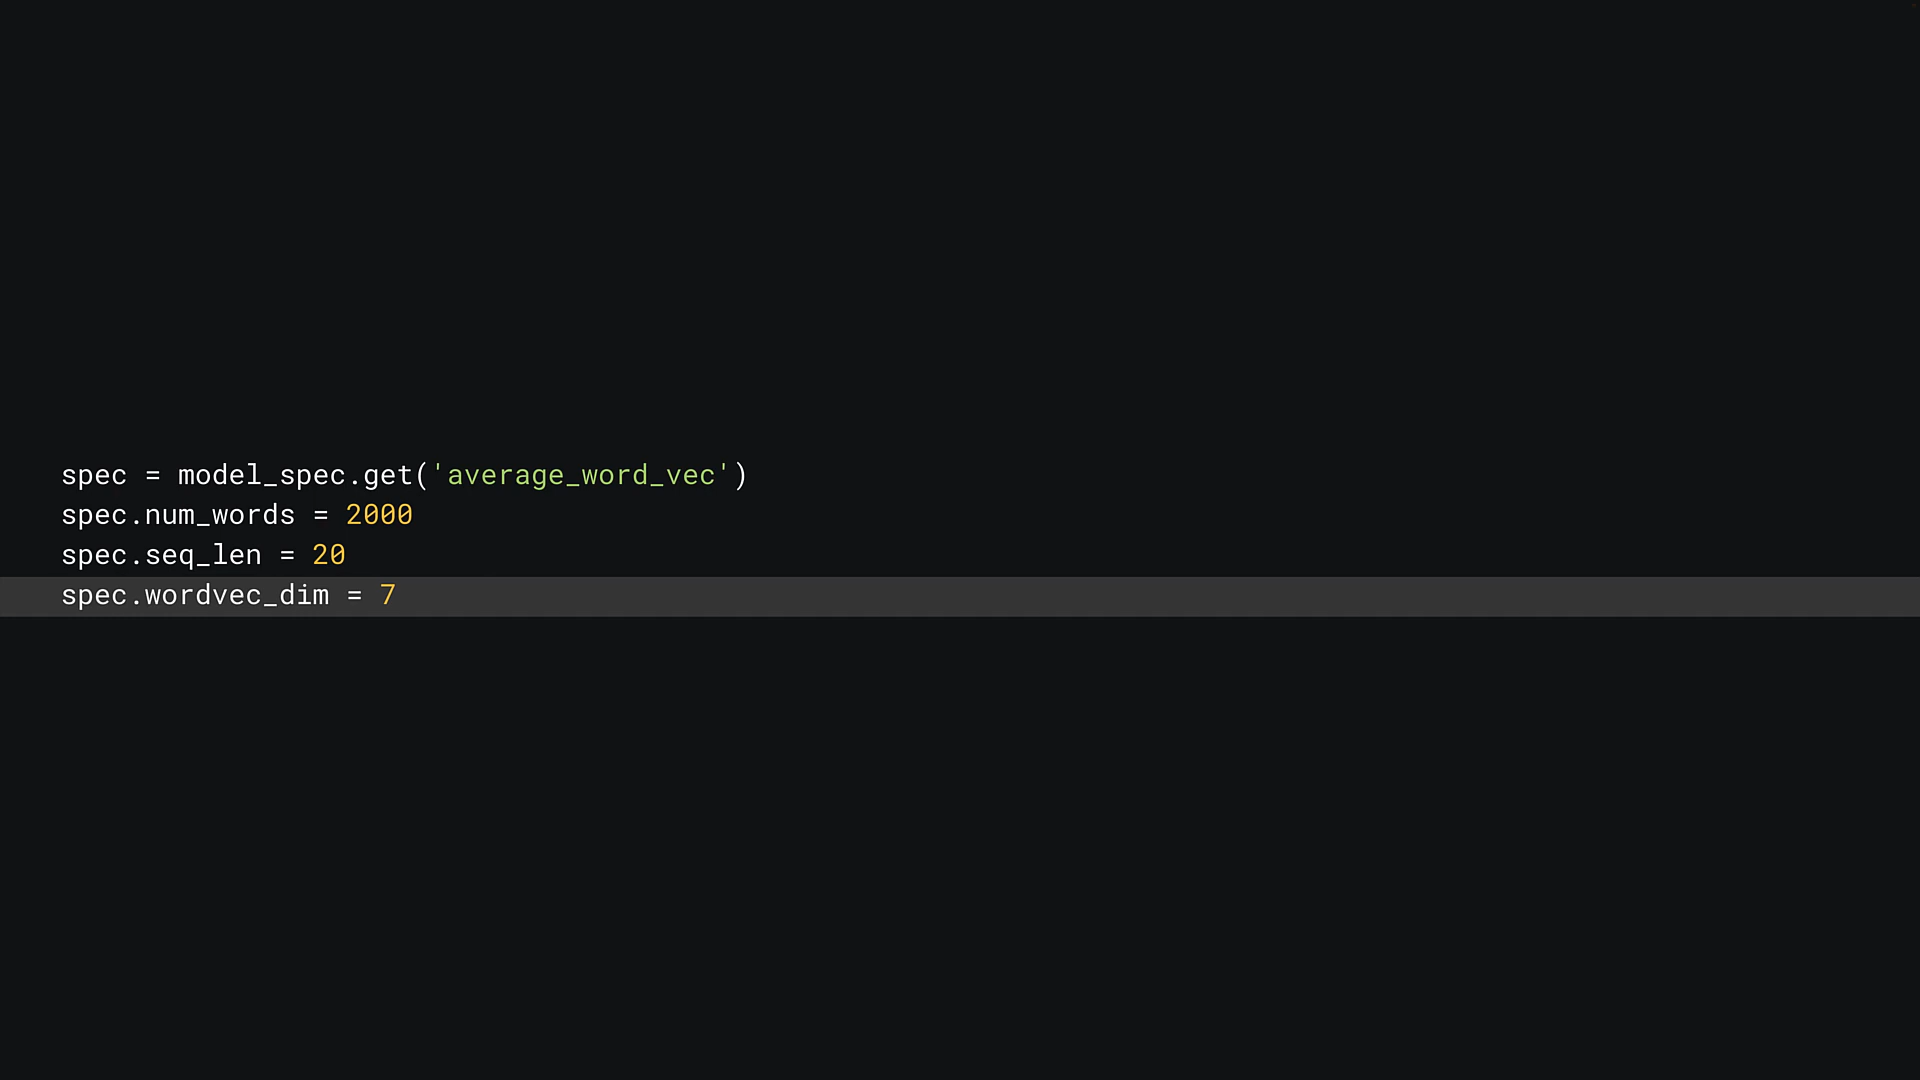 spec = model_spec.get('average_word_vec')
spec.num_words = 2000
spec.seq_len = 20
spec.wordvec_dim = 7